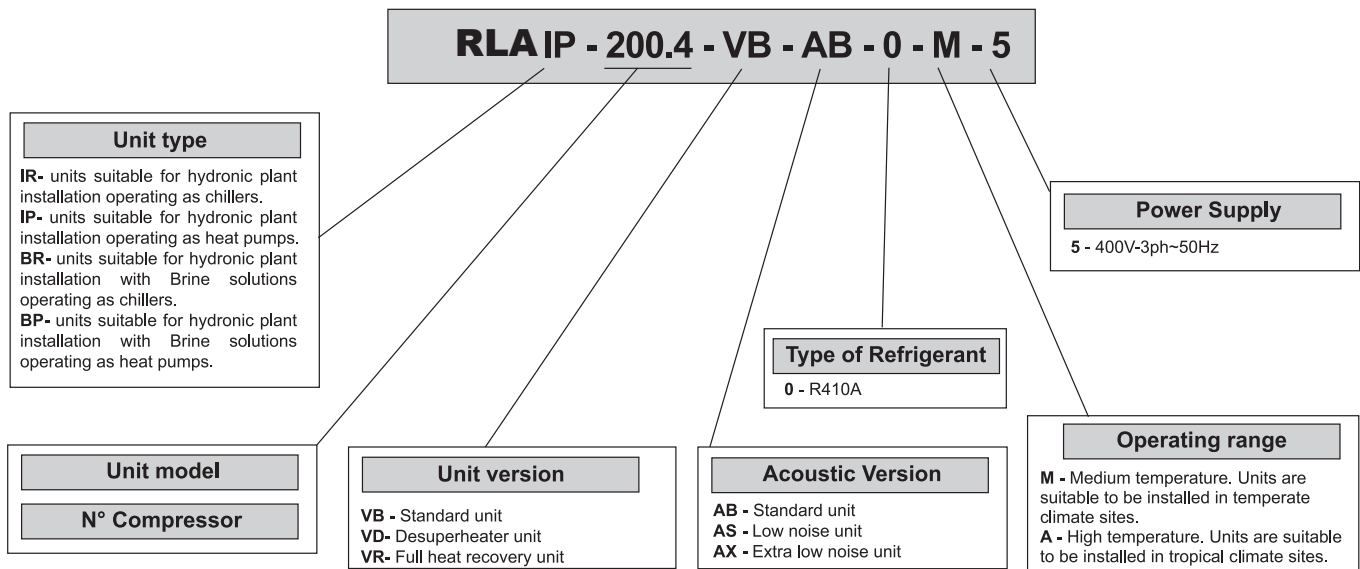 RLA IP - 200.4 - VB - AB - 0 - M - 5
Unit type
IR- units suitable for hydronic plant
installation operating as chillers.
IP- units suitable for hydronic plant
installation operating as heat pumps.
BR- units suitable for hydronic plant
installation with Brine solutions
operating as chillers.
BP- units suitable for hydronic plant
installation with Brine solutions
operating as heat pumps.
Power Supply
5 - 400V-3ph~50Hz
Type of Refrigerant
0 - R410A
Unit model
N° Compressor
Unit version
VB - Standard unit
VD- Desuperheater unit
VR- Full heat recovery unit
Acoustic Version
AB - Standard unit
AS - Low noise unit
AX - Extra low noise unit
Operating range
M - Medium temperature. Units are
suitable to be installed in temperate
climate sites.
A - High temperature. Units are suitable
to be installed in tropical climate sites.